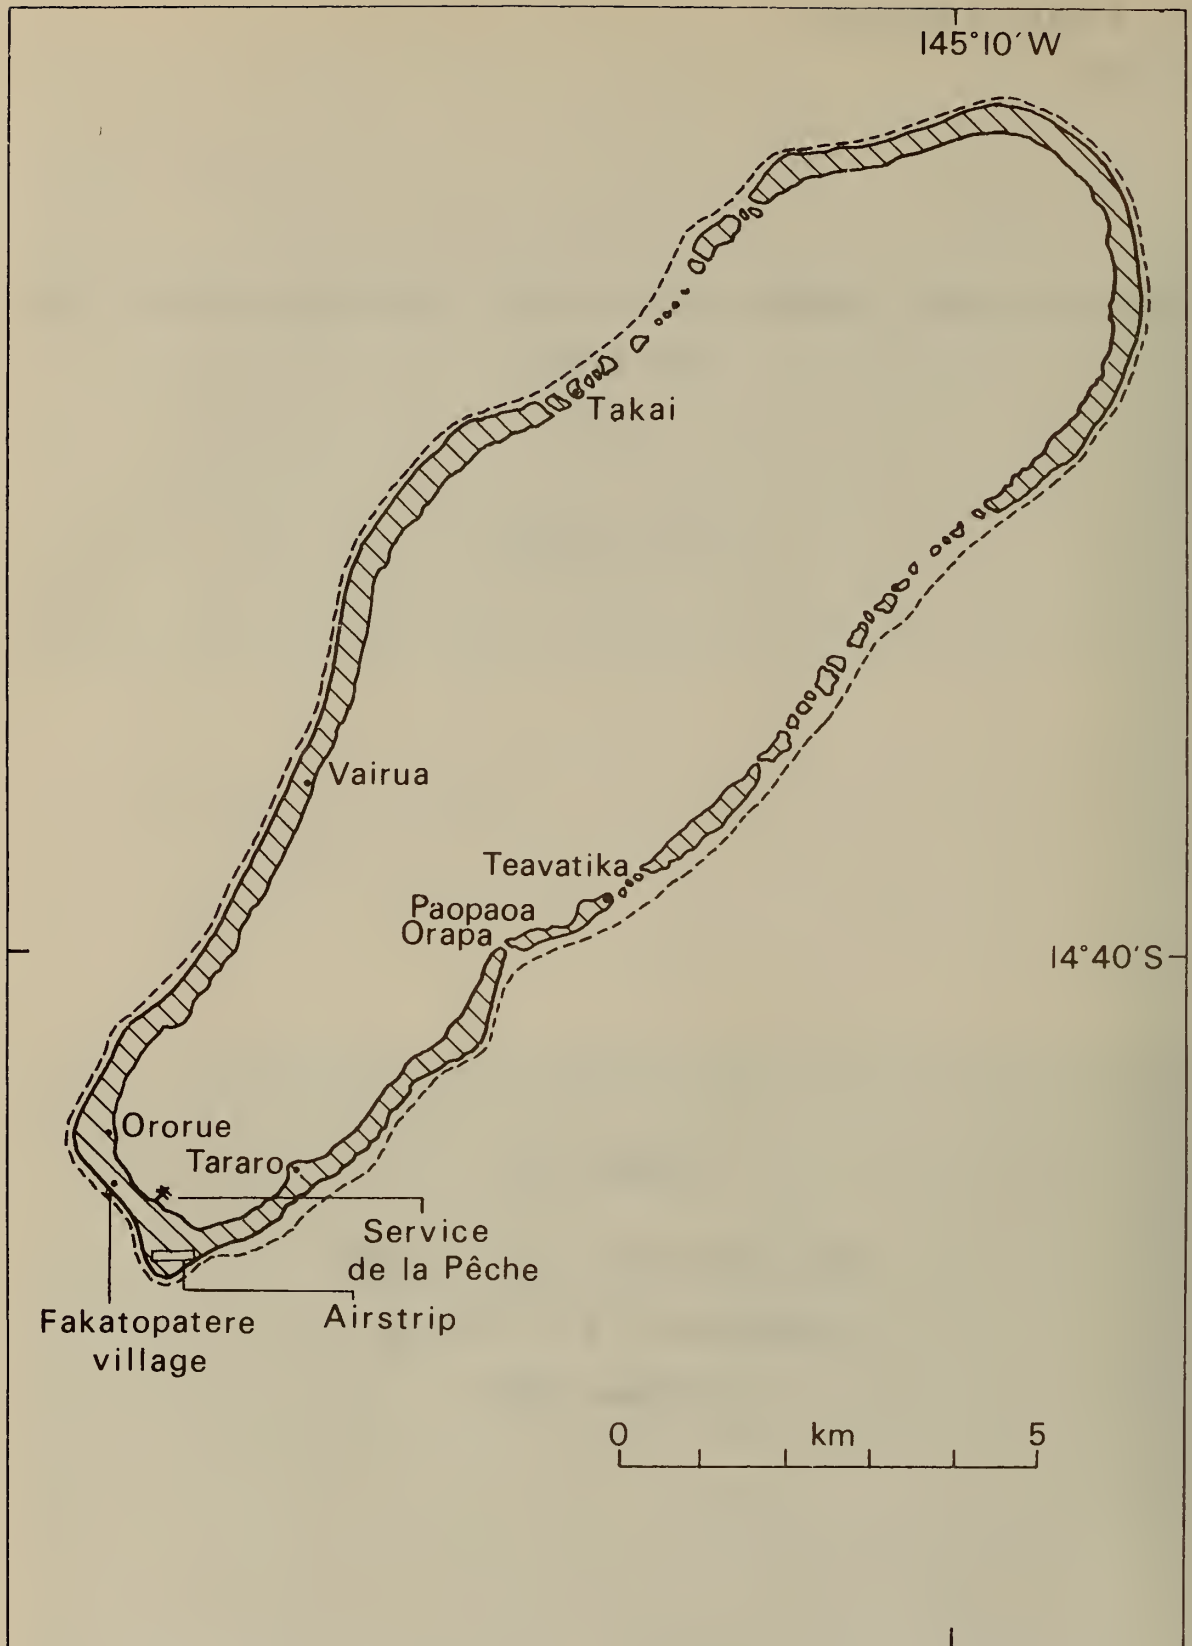 145°10′W
Takai
Vairua
Teavatika
Paopaoa
Orapa
14°40′S
Ororue
Tararo
Service
de la Pêche
Airstrip
Fakatopatere
village
0 km 5